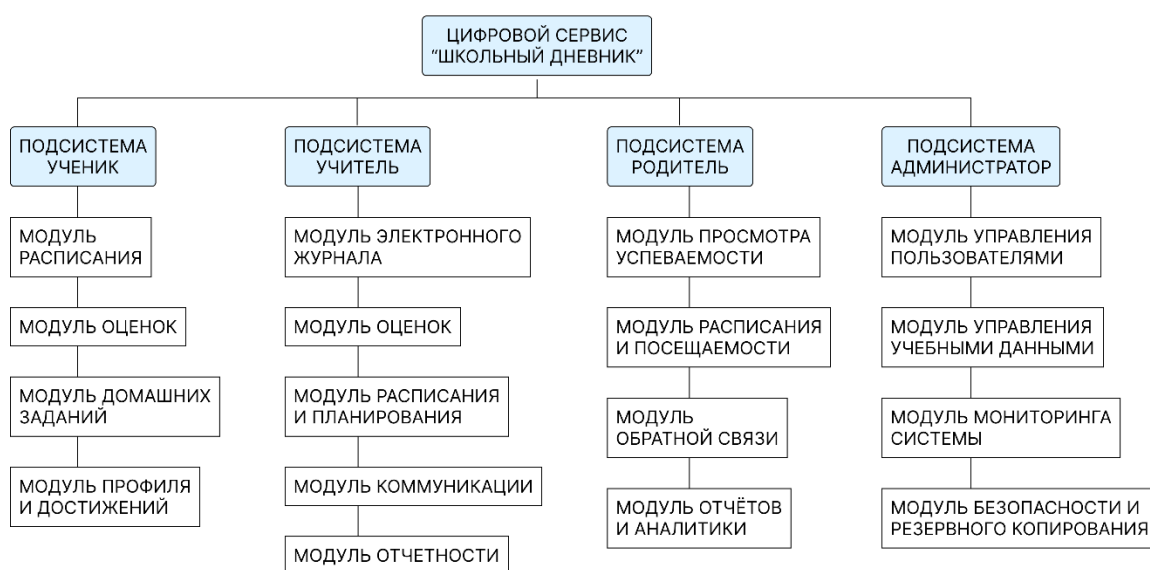 ЦИФРОВОЙ СЕРВИС
“ШКОЛЬНЫЙ ДНЕВНИК”
ПОДСИСТЕМА
УЧЕНИК
МОДУЛЬ
РАСПИСАНИЯ
МОДУЛЬ ОЦЕНОК
МОДУЛЬ ДОМАШНИХ
ЗАДАНИЙ
МОДУЛЬ ПРОФИЛЯ
И ДОСТИЖЕНИЙ
ПОДСИСТЕМА
УЧИТЕЛЬ
МОДУЛЬ ЭЛЕКТРОННОГО
ЖУРНАЛА
МОДУЛЬ ОЦЕНОК
МОДУЛЬ РАСПИСАНИЯ
И ПЛАНИРОВАНИЯ
МОДУЛЬ КОММУНИКАЦИИ
МОДУЛЬ ОТЧЕТНОСТИ
ПОДСИСТЕМА
РОДИТЕЛЬ
МОДУЛЬ ПРОСМОТРА
УСПЕВАЕМОСТИ
МОДУЛЬ РАСПИСАНИЯ
И ПОСЕЩАЕМОСТИ
МОДУЛЬ
ОБРАТНОЙ СВЯЗИ
МОДУЛЬ ОТЧЁТОВ
И АНАЛИТИКИ
ПОДСИСТЕМА
АДМИНИСТРАТОР
МОДУЛЬ УПРАВЛЕНИЯ
ПОЛЬЗОВАТЕЛЯМИ
МОДУЛЬ УПРАВЛЕНИЯ
УЧЕБНЫМИ ДАННЫМИ
МОДУЛЬ МОНИТОРИНГА
СИСТЕМЫ
МОДУЛЬ БЕЗОПАСНОСТИ И
РЕЗЕРВНОГО КОПИРОВАНИЯ